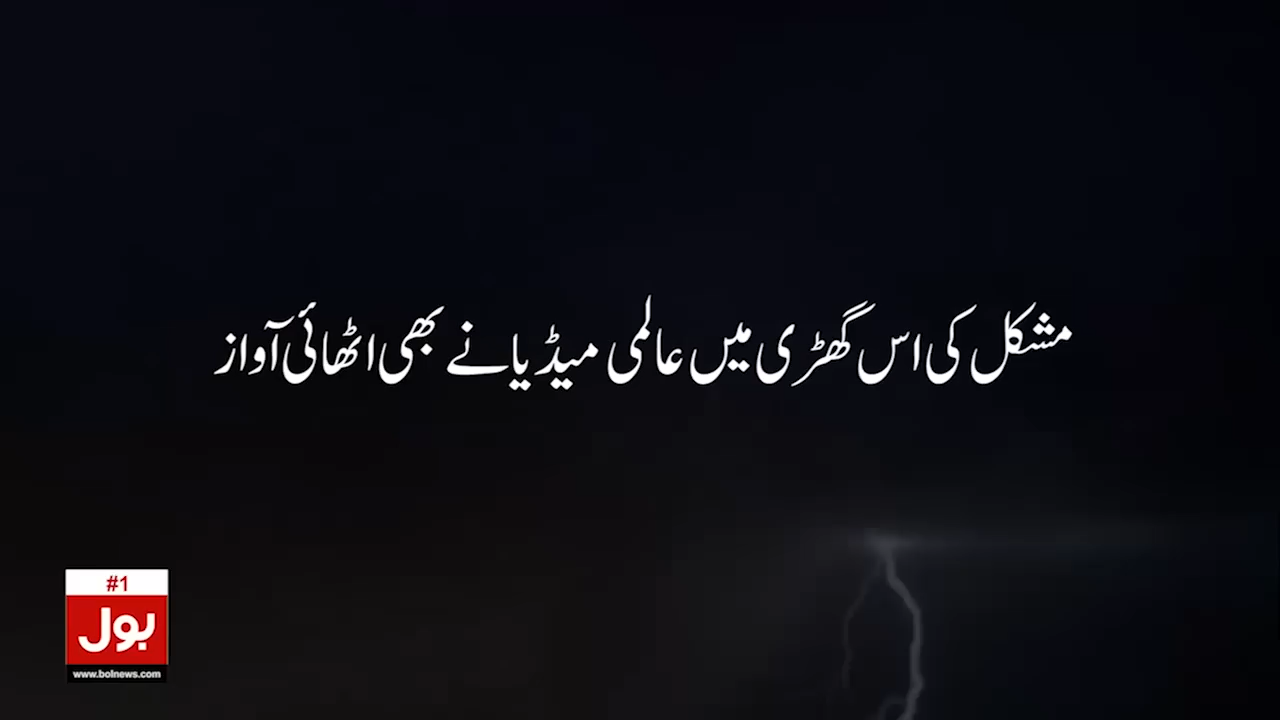 مشکل کی اس گھڑی میں عالمی میڈیا نے بھی اٹھائی آواز
#1
بول
www.bolnews.com